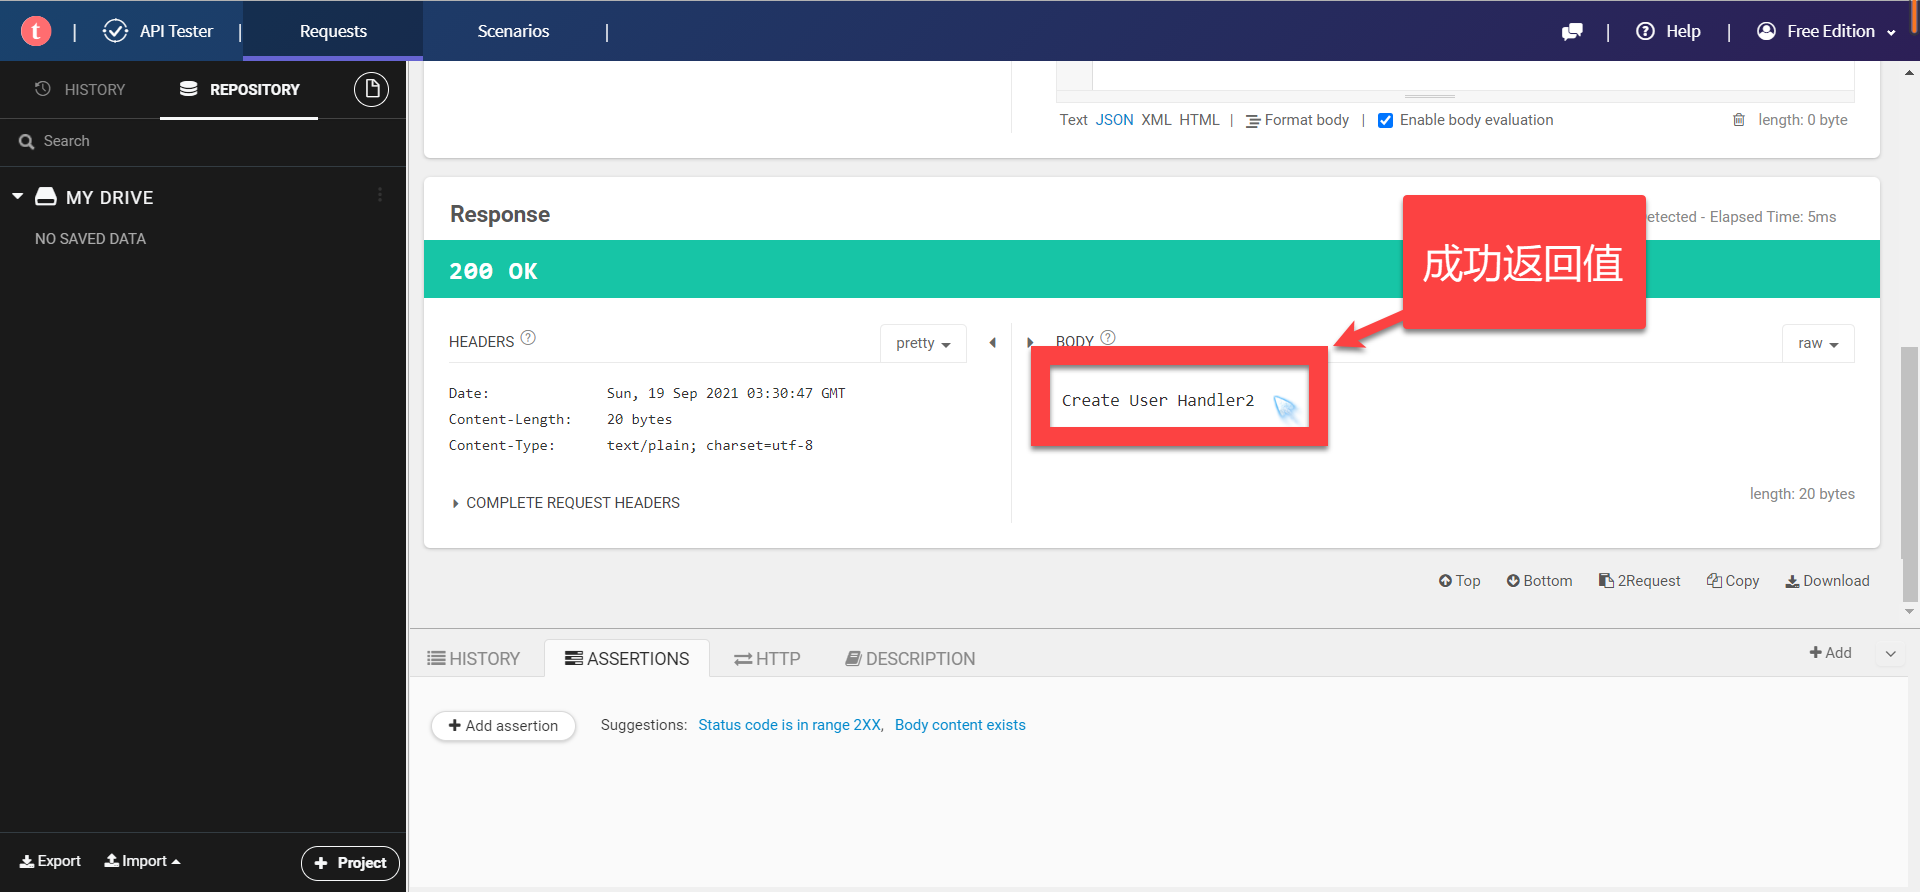 t | API Tester | Requests Scenarios | | Help | Free Edition
HISTORY REPOSITORY
Search
MY DRIVE
NO SAVED DATA
Export Import + Project
Text JSON XML HTML | Format body | Enable body evaluation length: 0 byte
Response etected - Elapsed Time: 5ms
200 OK
成功返回值
HEADERS ? pretty
BODY ? raw
Date: Sun, 19 Sep 2021 03:30:47 GMT
Content-Length: 20 bytes
Content-Type: text/plain; charset=utf-8
Create User Handler2
COMPLETE REQUEST HEADERS
length: 20 bytes
Top Bottom 2Request Copy Download
HISTORY ASSERTIONS HTTP DESCRIPTION + Add
+ Add assertion Suggestions: Status code is in range 2XX, Body content exists